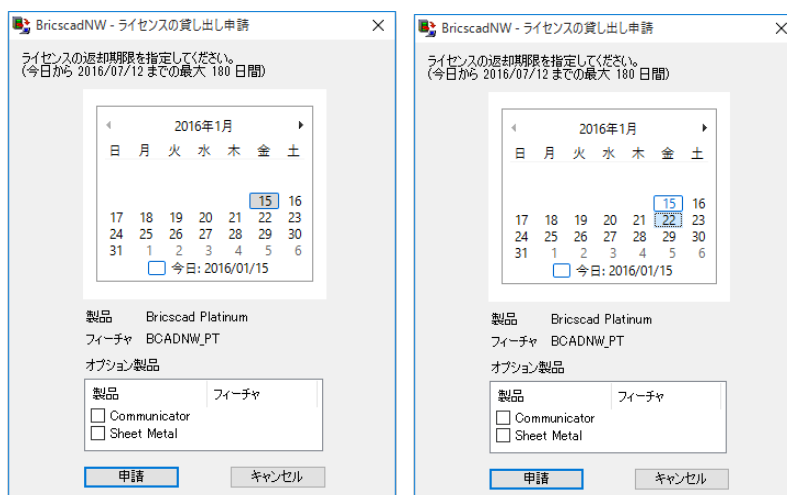 BricscadNW - ライセンスの貸し出し申請
ライセンスの返却期限を指定してください。
(今日から 2016/07/12 までの最大 180 日間)
2016年1月
日 月 火 水 木 金 土
15 16
17 18 19 20 21 22 23
24 25 26 27 28 29 30
31 1 2 3 4 5 6
今日: 2016/01/15
製品 Bricscad Platinum
フィーチャ BCADNW_PT
オプション製品
製品 フィーチャ
Communicator
Sheet Metal
申請 キャンセル
BricscadNW - ライセンスの貸し出し申請
ライセンスの返却期限を指定してください。
(今日から 2016/07/12 までの最大 180 日間)
2016年1月
日 月 火 水 木 金 土
15 16
17 18 19 20 21 22 23
24 25 26 27 28 29 30
31 1 2 3 4 5 6
今日: 2016/01/15
製品 Bricscad Platinum
フィーチャ BCADNW_PT
オプション製品
製品 フィーチャ
Communicator
Sheet Metal
申請 キャンセル